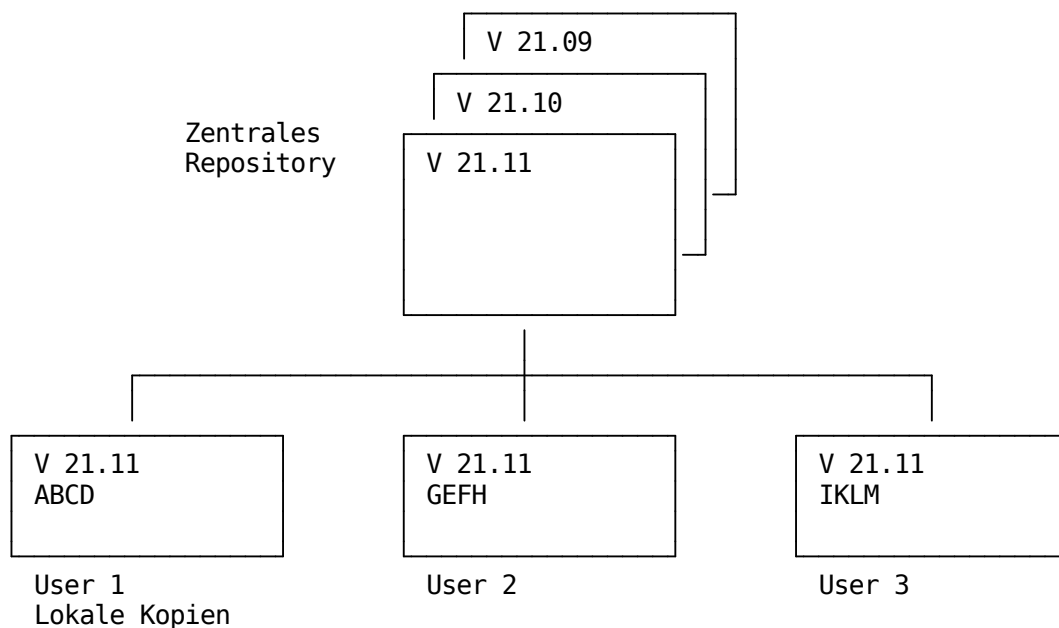 V 21.09
V 21.10
Zentrales
Repository
V 21.11
V 21.11
ABCD
V 21.11
GEFH
V 21.11
IKLM
User 1
Lokale Kopien
User 2
User 3